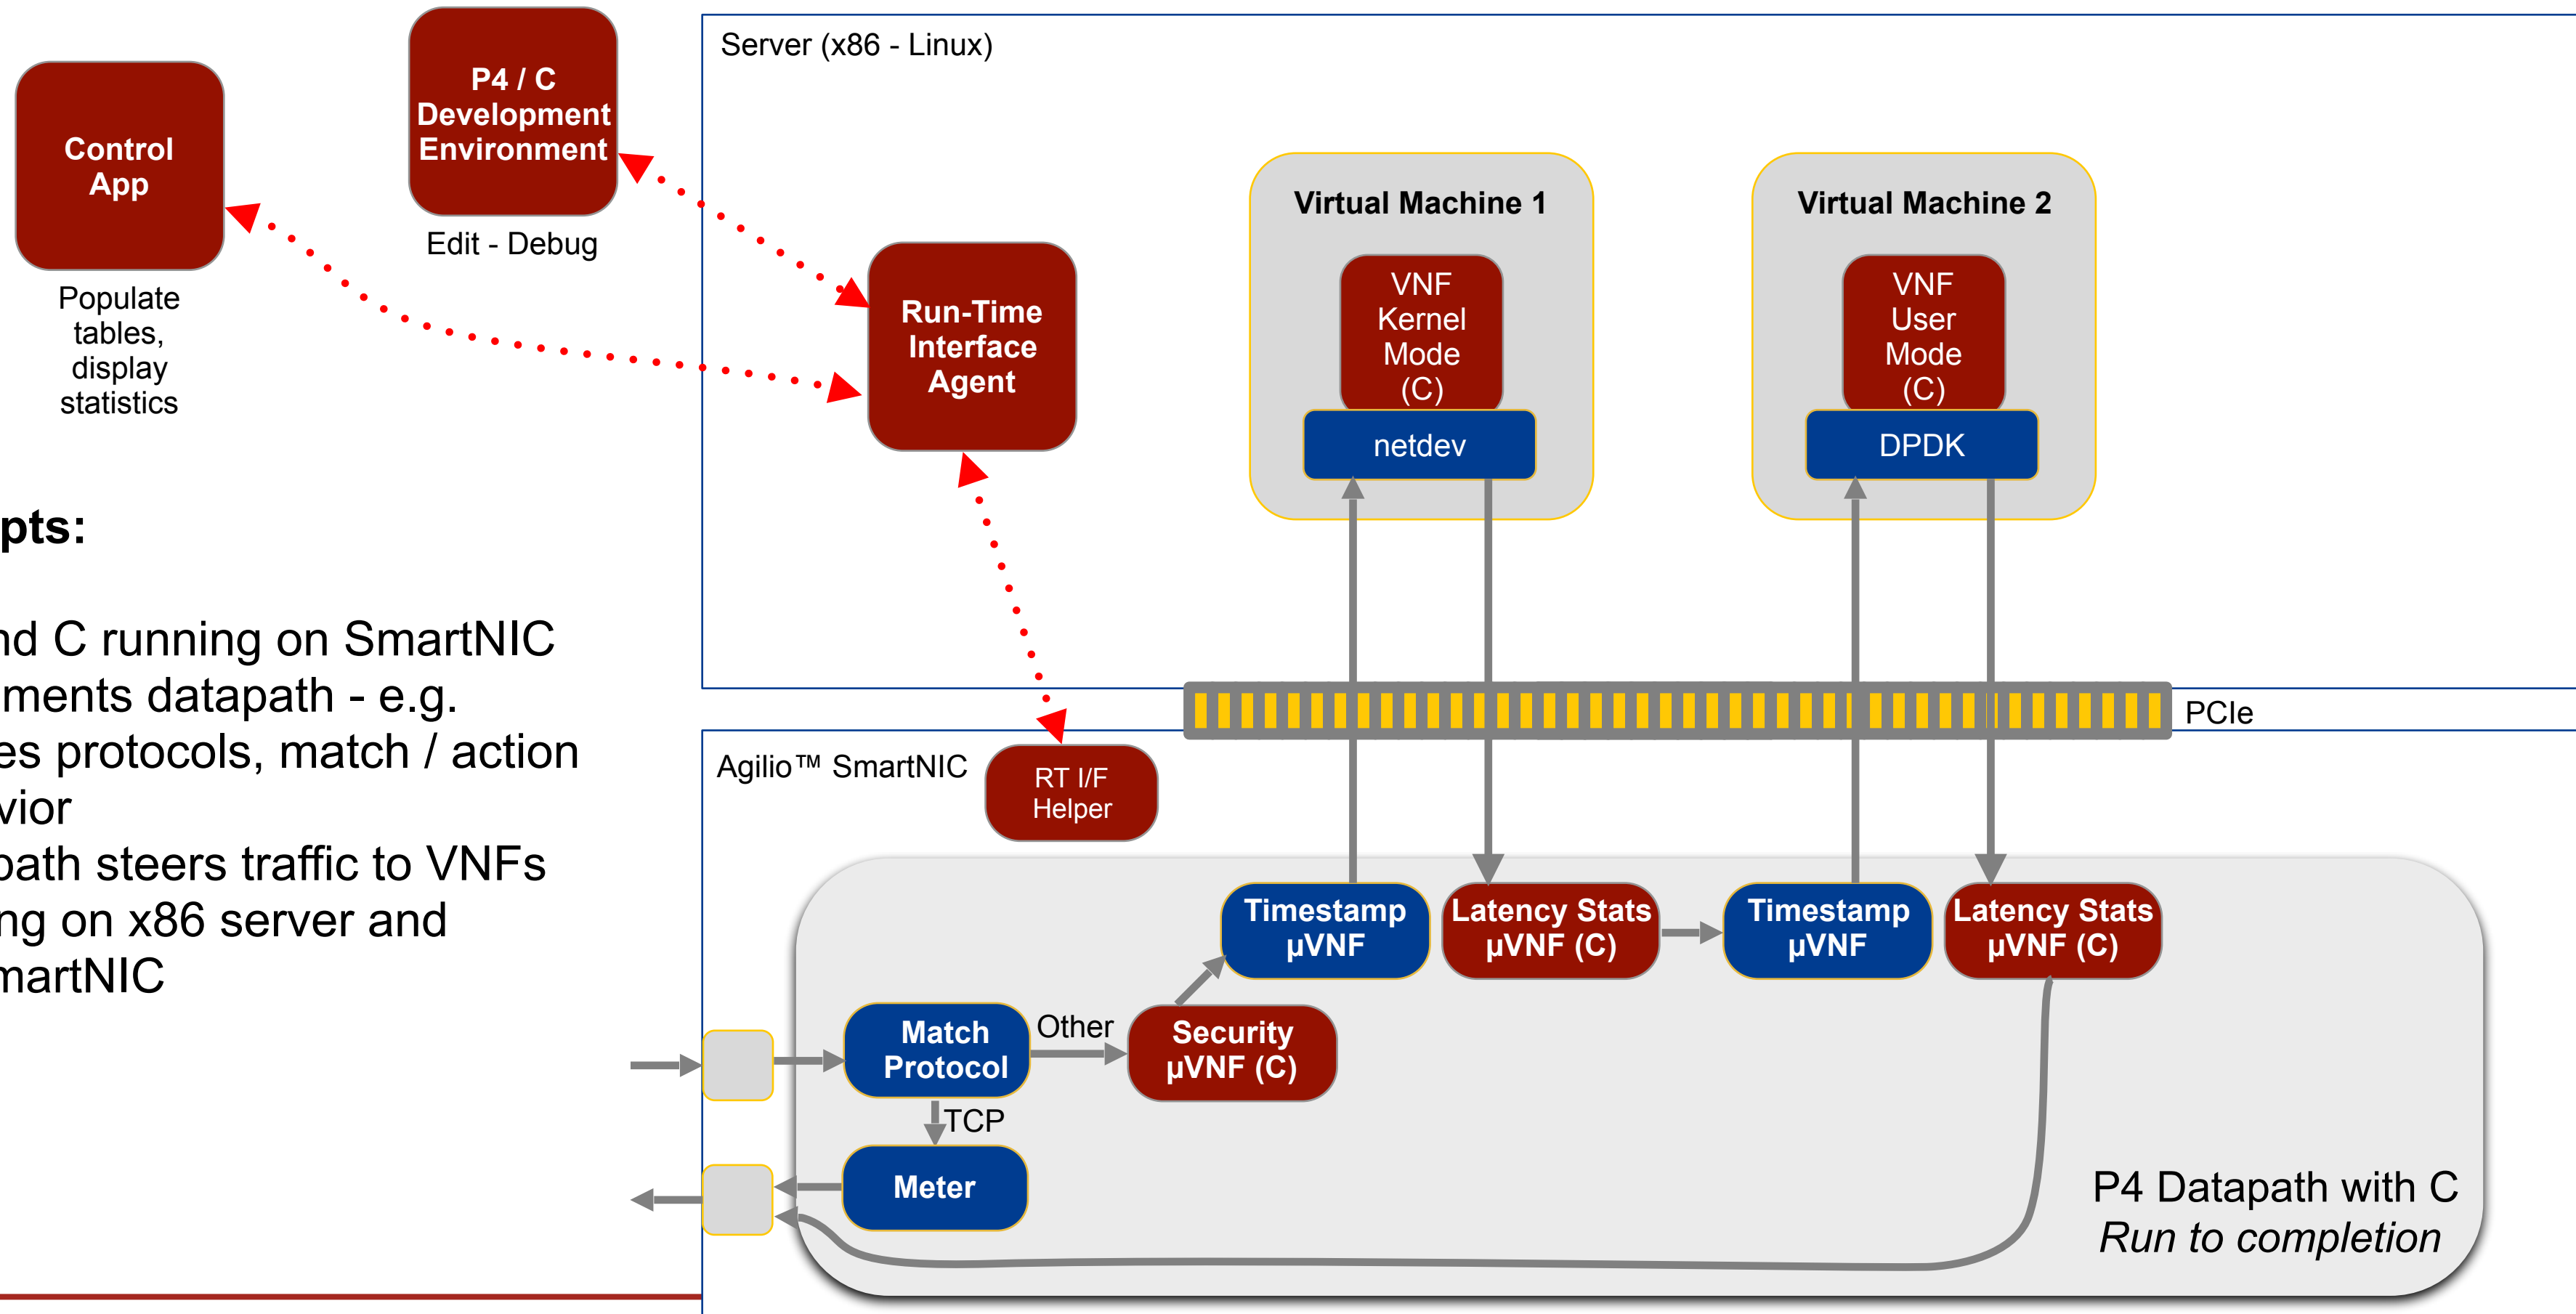 Server (x86 - Linux)
P4 / C
Development
Environment
Edit - Debug
Control
App
Populate
tables,
display
statistics
Run-Time
Interface
Agent
Virtual Machine 1
VNF
Kernel
Mode
(C)
netdev
Virtual Machine 2
VNF
User
Mode
(C)
DPDK
pts:
nd C running on SmartNIC
ments datapath - e.g.
es protocols, match / action
vior
path steers traffic to VNFs
ng on x86 server and
martNIC
PCIe
Agilio™ SmartNIC
RT I/F
Helper
Timestamp
µVNF
Latency Stats
µVNF (C)
Timestamp
µVNF
Latency Stats
µVNF (C)
Match
Protocol
Other
Security
µVNF (C)
TCP
Meter
P4 Datapath with C
Run to completion